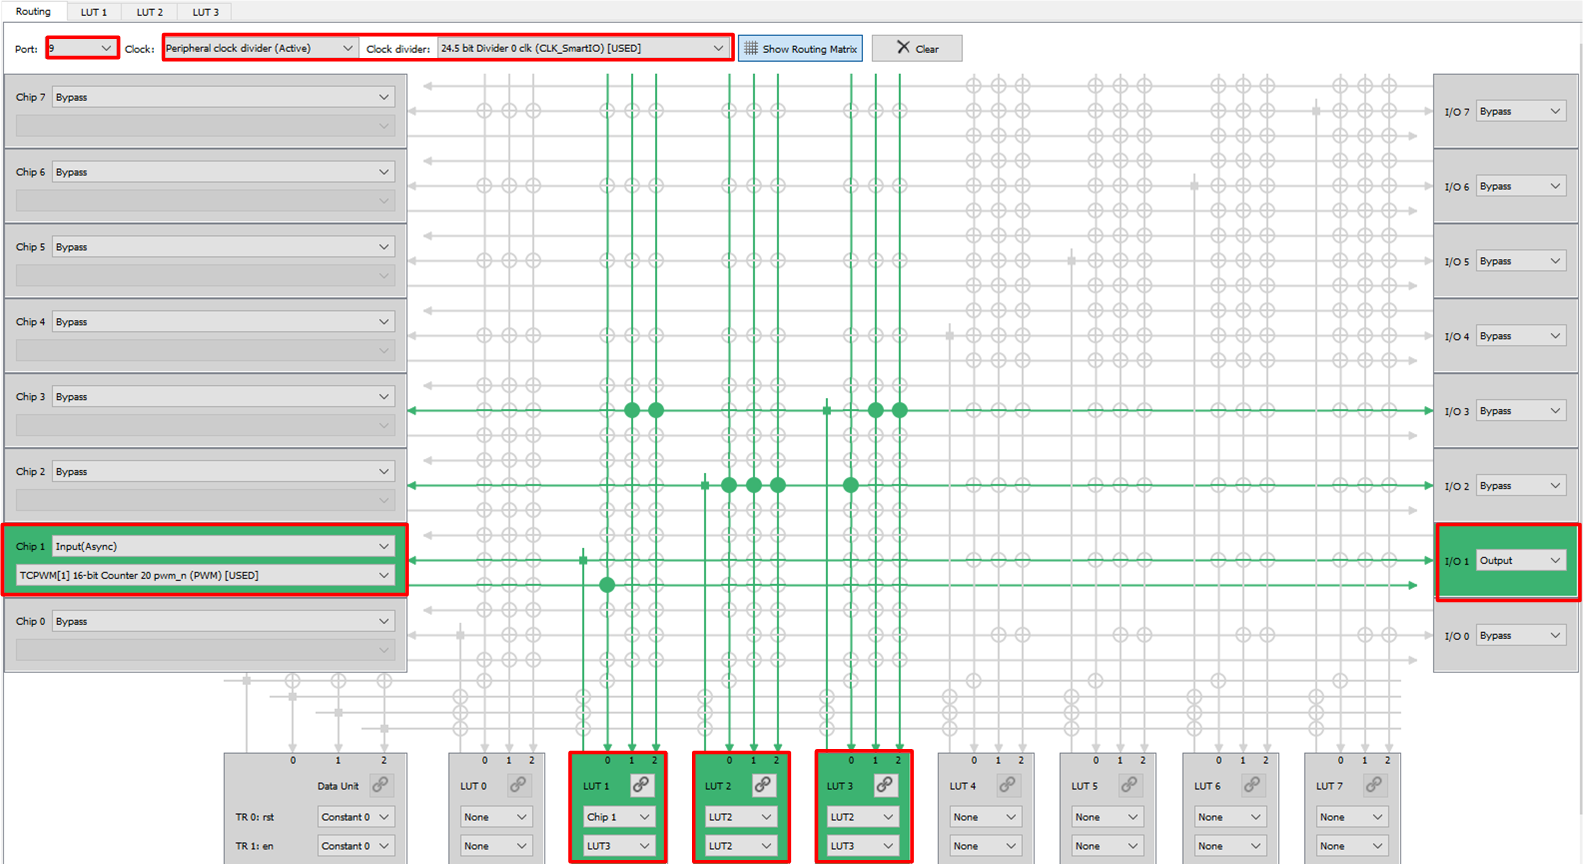 Routing LUT 1 LUT 2 LUT 3
Port: 9 Clock: Peripheral clock divider (Active) Clock divider: 24.5 bit Divider 0 clk (CLK_SmartIO) [USED] Show Routing Matrix Clear
Chip 7 Bypass I/O 7 Bypass
Chip 6 Bypass I/O 6 Bypass
Chip 5 Bypass I/O 5 Bypass
Chip 4 Bypass I/O 4 Bypass
Chip 3 Bypass I/O 3 Bypass
Chip 2 Bypass I/O 2 Bypass
Chip 1 Input(Async) I/O 1 Output
TCPWM[1] 16-bit Counter 20 pwm_n (PWM) [USED]
Chip 0 Bypass I/O 0 Bypass
0 1 2 0 1 2 0 1 2 0 1 2 0 1 2 0 1 2 0 1 2 0 1 2 0 1 2
Data Unit LUT 0 LUT 1 LUT 2 LUT 3 LUT 4 LUT 5 LUT 6 LUT 7
TR 0: rst Constant 0 None Chip 1 LUT2 LUT2 None None None None
TR 1: en Constant 0 None LUT3 LUT2 LUT3 None None None None